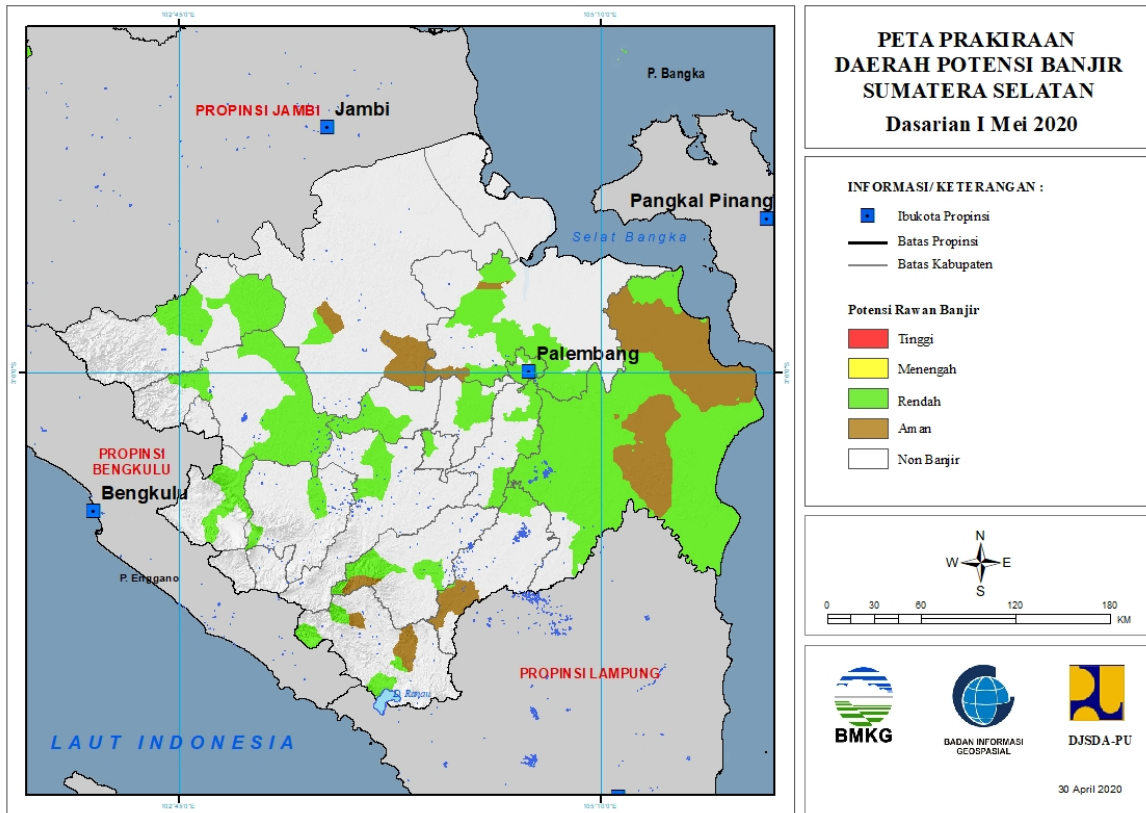 PETA PRAKIRAAN
DAERAH POTENSI BANJIR
SUMATERA SELATAN
Dasarian I Mei 2020
INFORMASI/ KETERANGAN :
Ibukota Propinsi
Batas Propinsi
Batas Kabupaten
Potensi Rawan Banjir
Tinggi
Menengah
Rendah
Aman
Non Banjir
N
W E
S
0 30 60 120 180
KM
BMKG
BADAN INFORMASI
GEOSPASIAL
DJSDA-PU
30 April 2020
P. Bangka
PROPINSI JAMBI
Jambi
Pangkal Pinang
Selat Bangka
Palembang
PROPINSI
BENGKULU
Bengkulu
P. Enggano
PROPINSI LAMPUNG
D. Ranau
LAUT INDONESIA